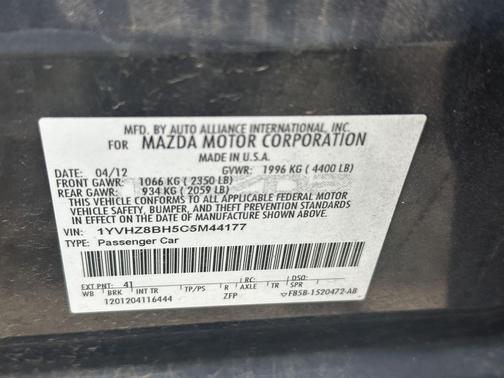 MFD. BY AUTO ALLIANCE INTERNATIONAL, INC.
FOR MAZDA MOTOR CORPORATION
MADE IN U.S.A.
DATE: 04/12 GVWR: 1996 KG ( 4400 LB)
FRONT GAWR: 1066 KG ( 2350 LB)
REAR GAWR: 934 KG ( 2059 LB)
THIS VEHICLE CONFORMS TO ALL APPLICABLE FEDERAL MOTOR VEHICLE
SAFETY, BUMPER, AND THEFT PREVENTION STANDARDS
IN EFFECT ON THE DATE OF MANUFACTURE SHOWN ABOVE.
VIN: 1YVHZ8BH5C5M44177
TYPE: Passenger Car
EXT PNT: 41 RC: DSO:
WB BRK INT TR TP/PS R AXLE TR SPR
1201204116444 ZFP F85B-1520472-AB